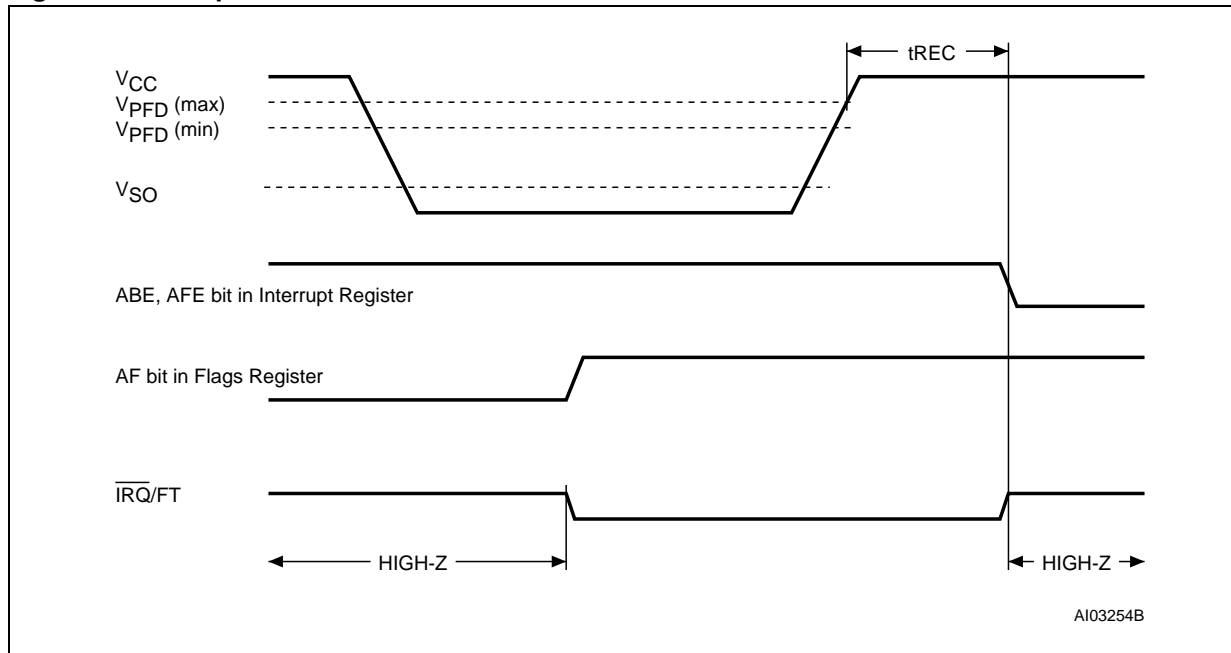 tREC
VCC
VPFD (max)
VPFD (min)
VSO
ABE, AFE bit in Interrupt Register
AF bit in Flags Register
IRQ/FT
HIGH-Z
HIGH-Z
AI03254B